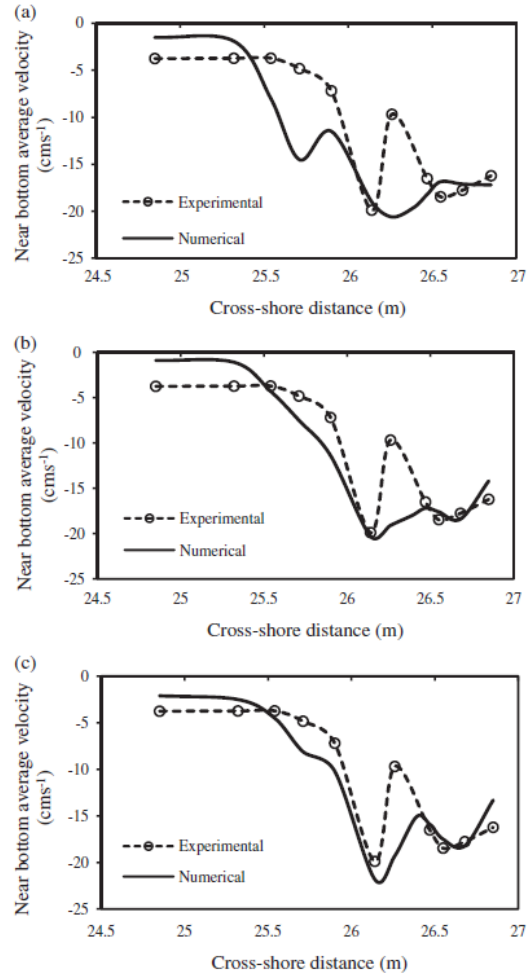 (a)
0
-5
-10
-15
-20
-25
Near bottom average velocity
(cms-1)
Experimental
Numerical
24.5 25 25.5 26 26.5 27
Cross-shore distance (m)
(b)
0
-5
-10
-15
-20
-25
Near bottom average velocity
(cms-1)
Experimental
Numerical
24.5 25 25.5 26 26.5 27
Cross-shore distance (m)
(c)
0
-5
-10
-15
-20
-25
Near bottom average velocity
(cms-1)
Experimental
Numerical
24.5 25 25.5 26 26.5 27
Cross-shore distance (m)